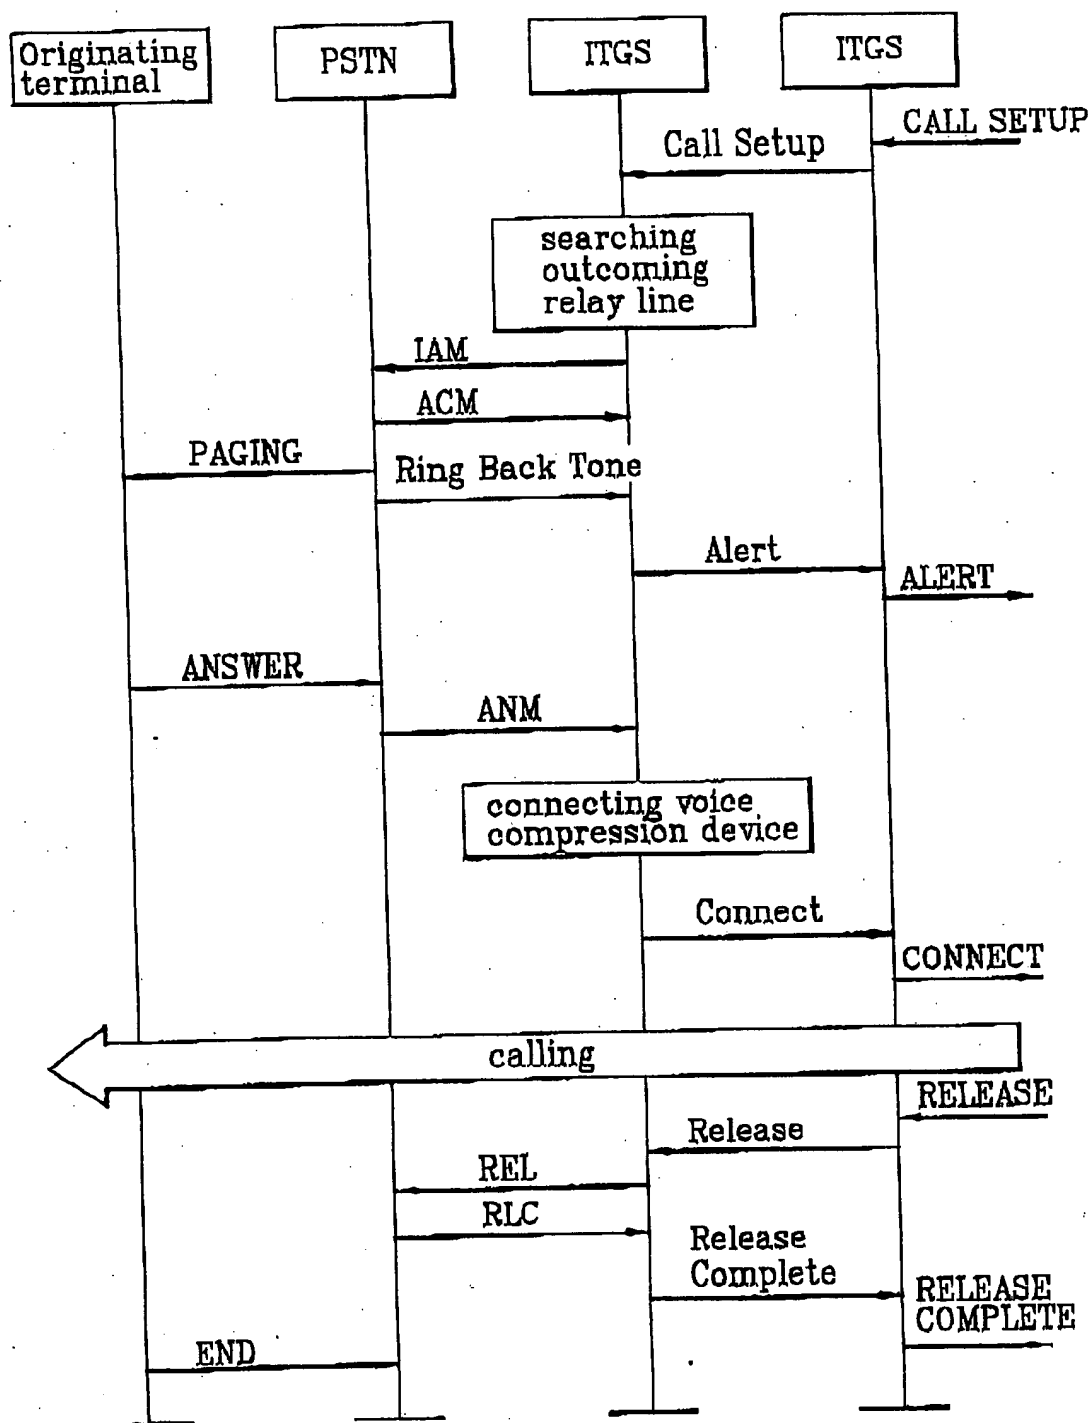 Originating
terminal
PSTN
ITGS
ITGS
CALL SETUP
Call Setup
searching
outcoming
relay line
IAM
ACM
PAGING
Ring Back Tone
Alert
ALERT
ANSWER
ANM
connecting voice
compression device
Connect
CONNECT
calling
RELEASE
Release
REL
RLC
Release
Complete
RELEASE
COMPLETE
END